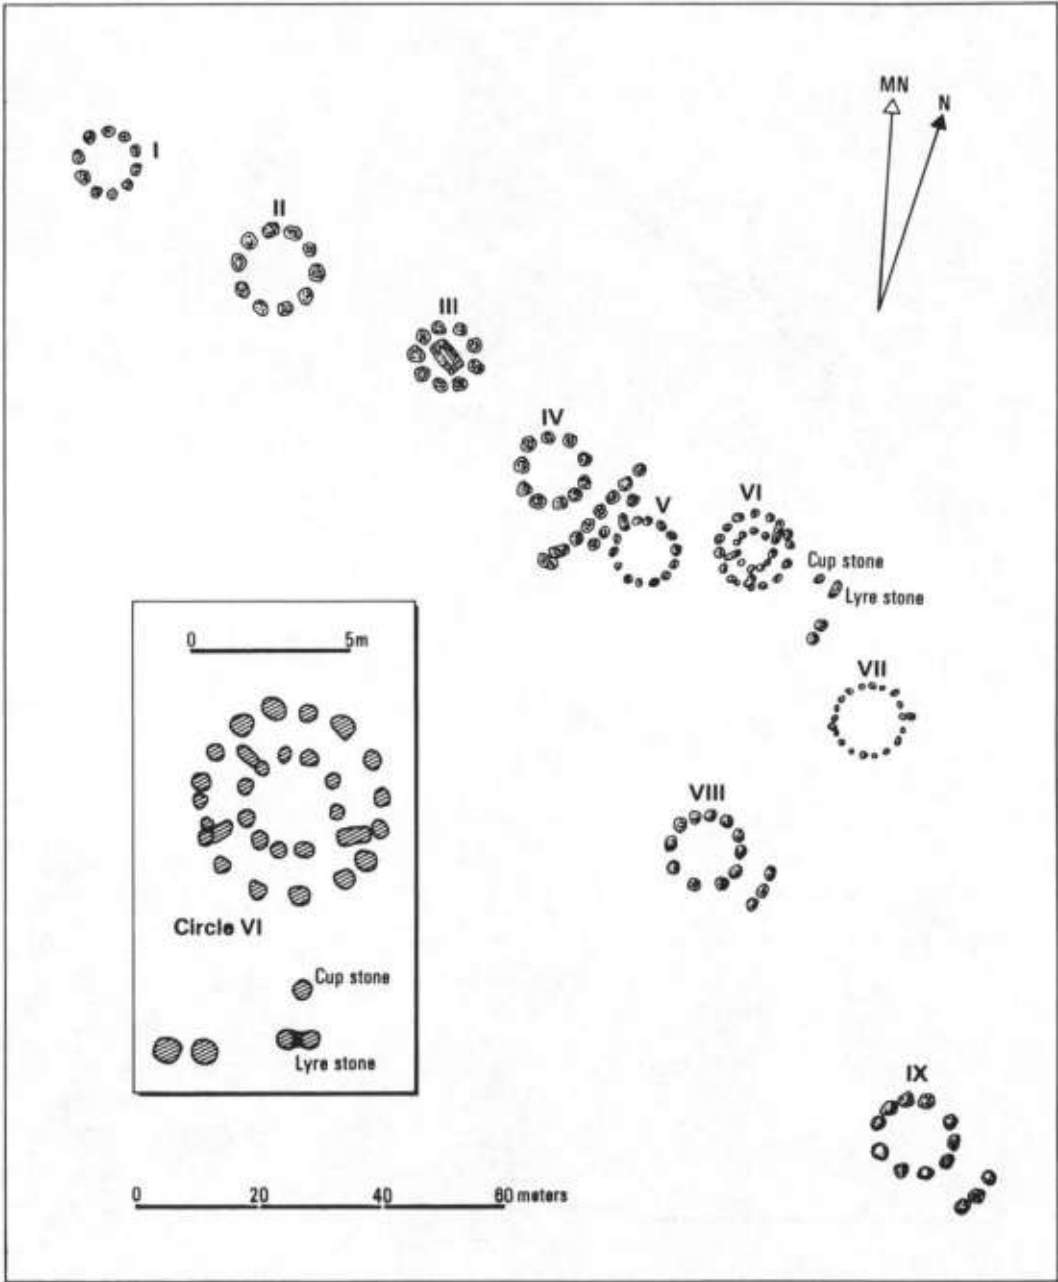 MN
N
I
II
III
IV
V
VI
Cup stone
Lyre stone
VII
0 5m
Circle VI
Cup stone
Lyre stone
VIII
IX
0 20 40 60 meters